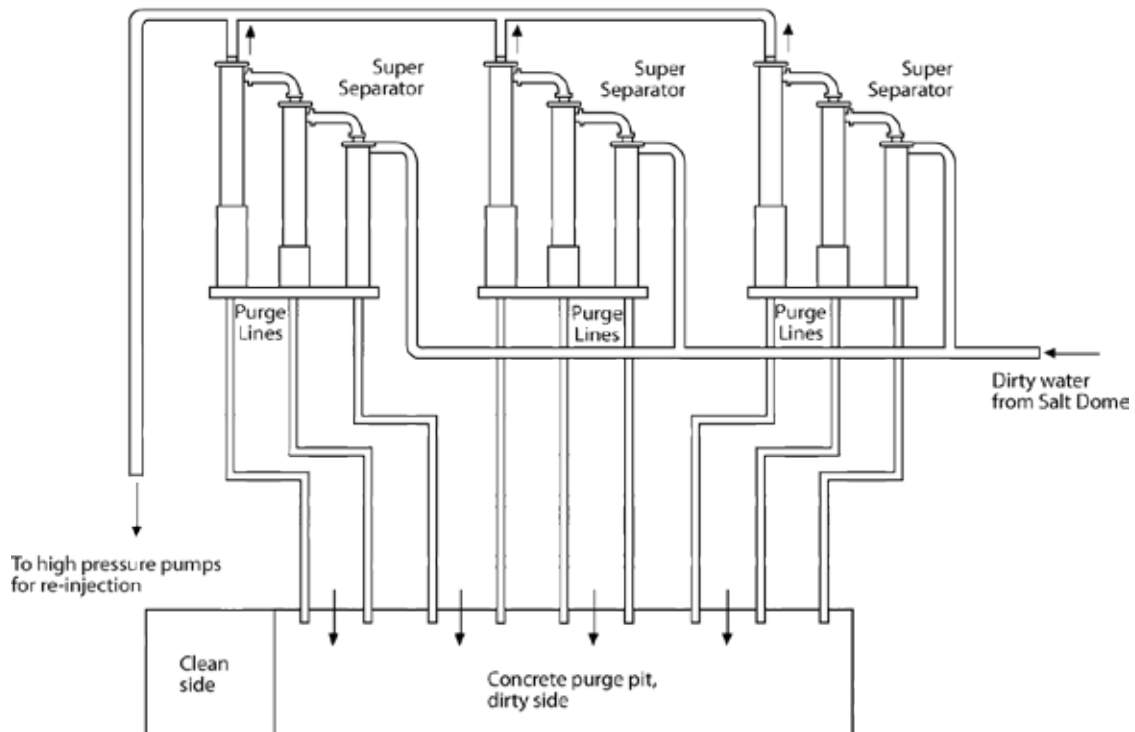 Super
Separator
Super
Separator
Super
Separator
Purge
Lines
Purge
Lines
Purge
Lines
Dirty water
from Salt Dome
To high pressure pumps
for re-injection
Clean
side
Concrete purge pit,
dirty side